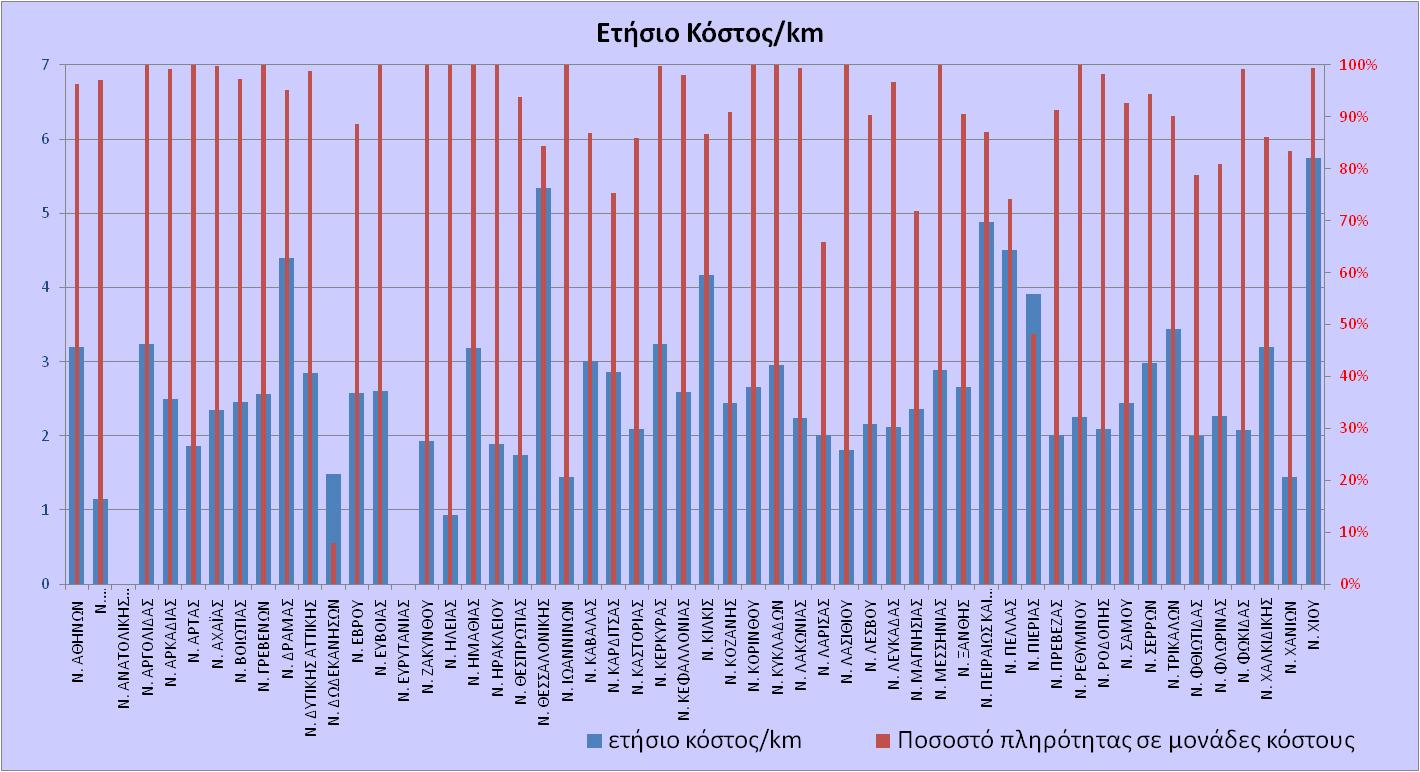 Ετήσιο Κόστος/km
7
6
5
4
3
2
1
0
100%
90%
80%
70%
60%
50%
40%
30%
20%
10%
0%
Ν. ΑΘΗΝΩΝ
Ν. ...
Ν. ΑΝΑΤΟΛΙΚΗΣ...
Ν. ΑΡΓΟΛΙΔΑΣ
Ν. ΑΡΚΑΔΙΑΣ
Ν. ΑΡΤΑΣ
Ν. ΑΧΑΪΑΣ
Ν. ΒΟΙΩΤΙΑΣ
Ν. ΓΡΕΒΕΝΩΝ
Ν. ΔΡΑΜΑΣ
Ν. ΔΥΤΙΚΗΣ ΑΤΤΙΚΗΣ
Ν. ΔΩΔΕΚΑΝΗΣΩΝ
Ν. ΕΒΡΟΥ
Ν. ΕΥΒΟΙΑΣ
Ν. ΕΥΡΥΤΑΝΙΑΣ
Ν. ΖΑΚΥΝΘΟΥ
Ν. ΗΛΕΙΑΣ
Ν. ΗΜΑΘΙΑΣ
Ν. ΗΡΑΚΛΕΙΟΥ
Ν. ΘΕΣΠΡΩΤΙΑΣ
Ν. ΘΕΣΣΑΛΟΝΙΚΗΣ
Ν. ΙΩΑΝΝΙΝΩΝ
Ν. ΚΑΒΑΛΑΣ
Ν. ΚΑΡΔΙΤΣΑΣ
Ν. ΚΑΣΤΟΡΙΑΣ
Ν. ΚΕΡΚΥΡΑΣ
Ν. ΚΕΦΑΛΛΟΝΙΑΣ
Ν. ΚΙΛΚΙΣ
Ν. ΚΟΖΑΝΗΣ
Ν. ΚΟΡΙΝΘΟΥ
Ν. ΚΥΚΛΑΔΩΝ
Ν. ΛΑΚΩΝΙΑΣ
Ν. ΛΑΡΙΣΑΣ
Ν. ΛΑΣΙΘΙΟΥ
Ν. ΛΕΣΒΟΥ
Ν. ΛΕΥΚΑΔΑΣ
Ν. ΜΑΓΝΗΣΙΑΣ
Ν. ΜΕΣΣΗΝΙΑΣ
Ν. ΞΑΝΘΗΣ
Ν. ΠΕΙΡΑΙΩΣ ΚΑΙ...
Ν. ΠΕΛΛΑΣ
Ν. ΠΙΕΡΙΑΣ
Ν. ΠΡΕΒΕΖΑΣ
Ν. ΡΕΘΥΜΝΟΥ
Ν. ΡΟΔΟΠΗΣ
Ν. ΣΑΜΟΥ
Ν. ΣΕΡΡΩΝ
Ν. ΤΡΙΚΑΛΩΝ
Ν. ΦΘΙΩΤΙΔΑΣ
Ν. ΦΛΩΡΙΝΑΣ
Ν. ΦΩΚΙΔΑΣ
Ν. ΧΑΛΚΙΔΙΚΗΣ
Ν. ΧΑΝΙΩΝ
Ν. ΧΙΟΥ
ετήσιο κόστος/km
Ποσοστό πληρότητας σε μονάδες κόστους